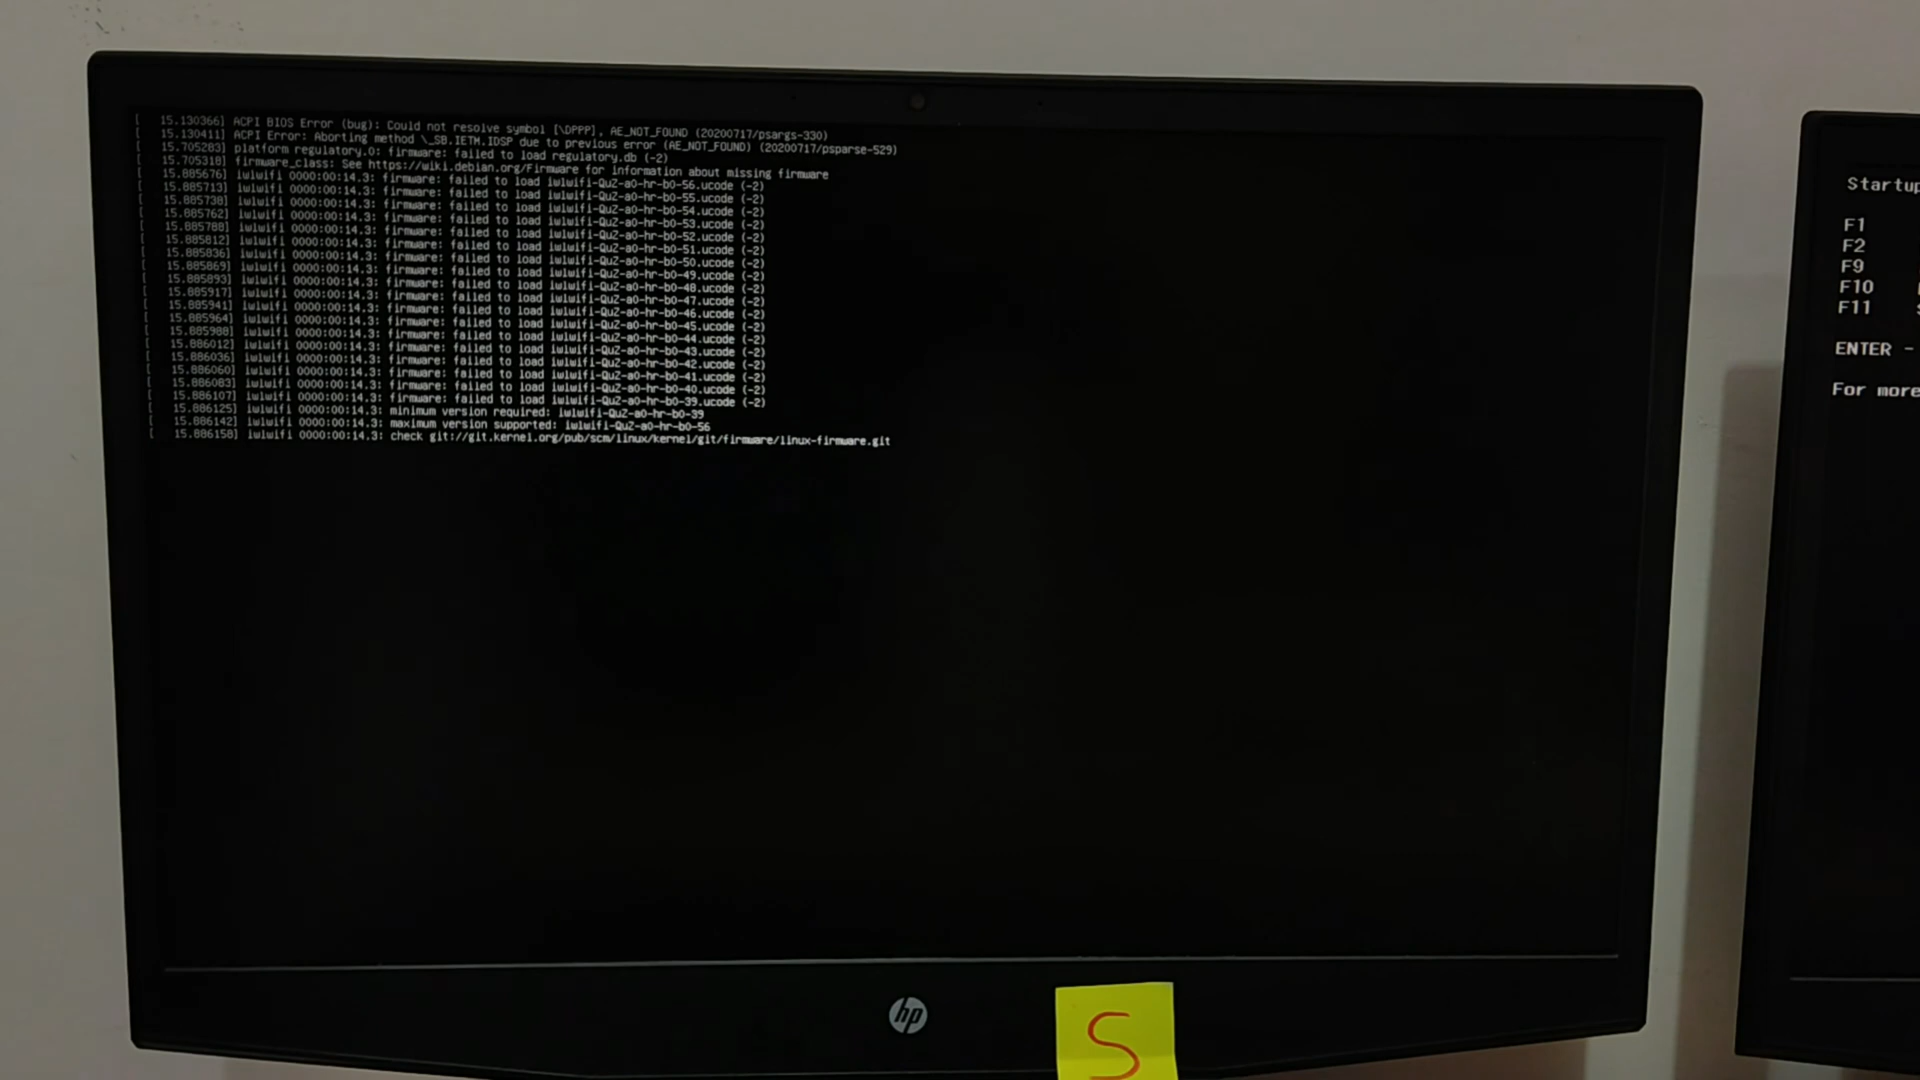 [   15.130366] ACPI BIOS Error (bug): Could not resolve symbol [\DPPP], AE_NOT_FOUND (20200717/psargs-330)
[   15.130411] ACPI Error: Aborting method \_SB.IETM.IDSP due to previous error (AE_NOT_FOUND) (20200717/psparse-529)
[   15.705283] platform regulatory.0: firmware: failed to load regulatory.db (-2)
[   15.705318] firmware_class: See https://wiki.debian.org/Firmware for information about missing firmware
[   15.885676] iwlwifi 0000:00:14.3: firmware: failed to load iwlwifi-QuZ-a0-hr-b0-56.ucode (-2)
[   15.885713] iwlwifi 0000:00:14.3: firmware: failed to load iwlwifi-QuZ-a0-hr-b0-55.ucode (-2)
[   15.885738] iwlwifi 0000:00:14.3: firmware: failed to load iwlwifi-QuZ-a0-hr-b0-54.ucode (-2)
[   15.885762] iwlwifi 0000:00:14.3: firmware: failed to load iwlwifi-QuZ-a0-hr-b0-53.ucode (-2)
[   15.885788] iwlwifi 0000:00:14.3: firmware: failed to load iwlwifi-QuZ-a0-hr-b0-52.ucode (-2)
[   15.885812] iwlwifi 0000:00:14.3: firmware: failed to load iwlwifi-QuZ-a0-hr-b0-51.ucode (-2)
[   15.885836] iwlwifi 0000:00:14.3: firmware: failed to load iwlwifi-QuZ-a0-hr-b0-50.ucode (-2)
[   15.885869] iwlwifi 0000:00:14.3: firmware: failed to load iwlwifi-QuZ-a0-hr-b0-49.ucode (-2)
[   15.885893] iwlwifi 0000:00:14.3: firmware: failed to load iwlwifi-QuZ-a0-hr-b0-48.ucode (-2)
[   15.885917] iwlwifi 0000:00:14.3: firmware: failed to load iwlwifi-QuZ-a0-hr-b0-47.ucode (-2)
[   15.885941] iwlwifi 0000:00:14.3: firmware: failed to load iwlwifi-QuZ-a0-hr-b0-46.ucode (-2)
[   15.885964] iwlwifi 0000:00:14.3: firmware: failed to load iwlwifi-QuZ-a0-hr-b0-45.ucode (-2)
[   15.885988] iwlwifi 0000:00:14.3: firmware: failed to load iwlwifi-QuZ-a0-hr-b0-44.ucode (-2)
[   15.886012] iwlwifi 0000:00:14.3: firmware: failed to load iwlwifi-QuZ-a0-hr-b0-43.ucode (-2)
[   15.886036] iwlwifi 0000:00:14.3: firmware: failed to load iwlwifi-QuZ-a0-hr-b0-42.ucode (-2)
[   15.886060] iwlwifi 0000:00:14.3: firmware: failed to load iwlwifi-QuZ-a0-hr-b0-41.ucode (-2)
[   15.886083] iwlwifi 0000:00:14.3: firmware: failed to load iwlwifi-QuZ-a0-hr-b0-40.ucode (-2)
[   15.886107] iwlwifi 0000:00:14.3: firmware: failed to load iwlwifi-QuZ-a0-hr-b0-39.ucode (-2)
[   15.886125] iwlwifi 0000:00:14.3: minimum version required: iwlwifi-QuZ-a0-hr-b0-39
[   15.886142] iwlwifi 0000:00:14.3: maximum version supported: iwlwifi-QuZ-a0-hr-b0-56
[   15.886158] iwlwifi 0000:00:14.3: check git://git.kernel.org/pub/scm/linux/kernel/git/firmware/linux-firmware.git
hp
S
Startup
F1
F2
F9
F10
F11
ENTER -
For more